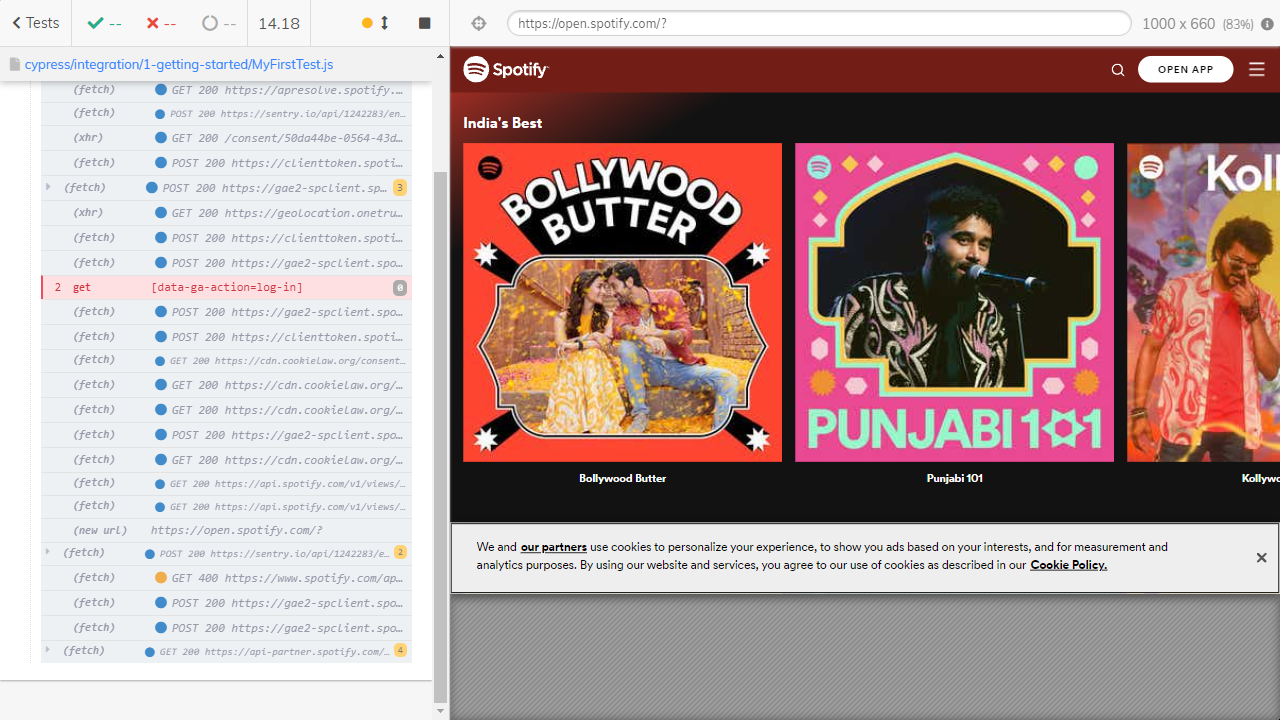 Tests
--
--
--
14.18
https://open.spotify.com/?
1000 x 660 (83%)
cypress/integration/1-getting-started/MyFirstTest.js
(fetch) GET 200 https://apresolve.spotify....
(fetch) POST 200 https://sentry.io/api/1242283/en...
(xhr) GET 200 /consent/50da44be-0564-43d...
(fetch) POST 200 https://clienttoken.spoti...
(fetch) POST 200 https://gae2-spclient.sp... 3
(xhr) GET 200 https://geolocation.onetru...
(fetch) POST 200 https://clienttoken.spoti...
(fetch) POST 200 https://gae2-spclient.spo...
2 get [data-ga-action=log-in] 0
(fetch) POST 200 https://gae2-spclient.spo...
(fetch) POST 200 https://clienttoken.spoti...
(fetch) GET 200 https://cdn.cookielaw.org/consent...
(fetch) GET 200 https://cdn.cookielaw.org/...
(fetch) GET 200 https://cdn.cookielaw.org/...
(fetch) POST 200 https://gae2-spclient.spo...
(fetch) GET 200 https://cdn.cookielaw.org/...
(fetch) GET 200 https://api.spotify.com/v1/views/...
(fetch) GET 200 https://api.spotify.com/v1/views/...
(new url) https://open.spotify.com/?
(fetch) POST 200 https://sentry.io/api/1242283/e... 2
(fetch) GET 400 https://www.spotify.com/ap...
(fetch) POST 200 https://gae2-spclient.spo...
(fetch) POST 200 https://gae2-spclient.spo...
(fetch) GET 200 https://api-partner.spotify.com/... 4
Spotify
OPEN APP
India's Best
BOLLYWOOD
BUTTER
PUNJABI 101
Koll
Bollywood Butter
Punjabi 101
Kollywo
We and our partners use cookies to personalize your experience, to show you ads based on your interests, and for measurement and
analytics purposes. By using our website and services, you agree to our use of cookies as described in our Cookie Policy.